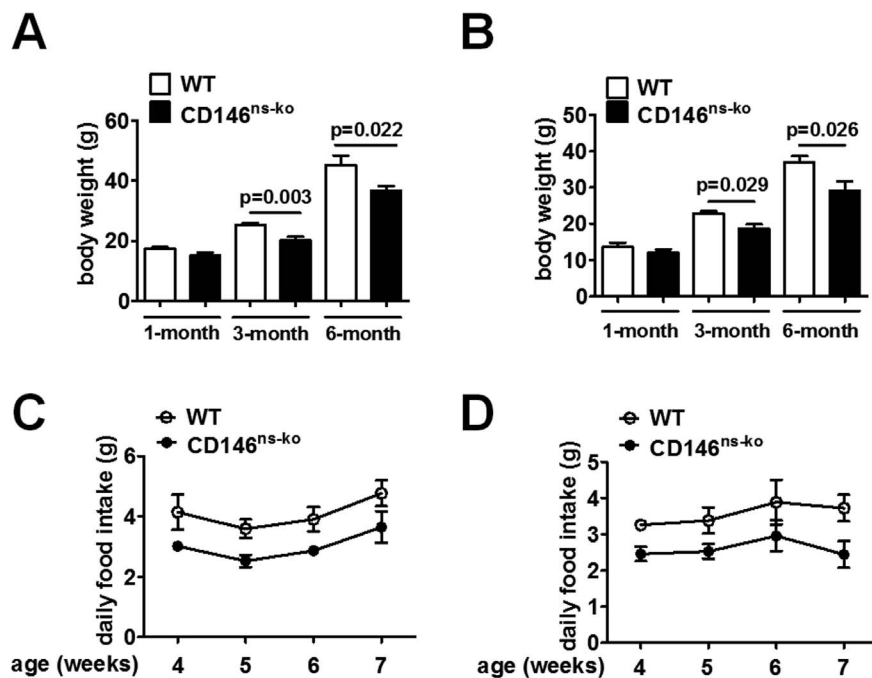 A
WT
CD146ns-ko
body weight (g)
60
40
20
0
p=0.003
p=0.022
1-month 3-month 6-month
B
WT
CD146ns-ko
body weight (g)
50
40
30
20
10
0
p=0.029
p=0.026
1-month 3-month 6-month
C
WT
CD146ns-ko
daily food intake (g)
6
4
2
0
age (weeks) 4 5 6 7
D
WT
CD146ns-ko
daily food intake (g)
5
4
3
2
1
0
age (weeks) 4 5 6 7